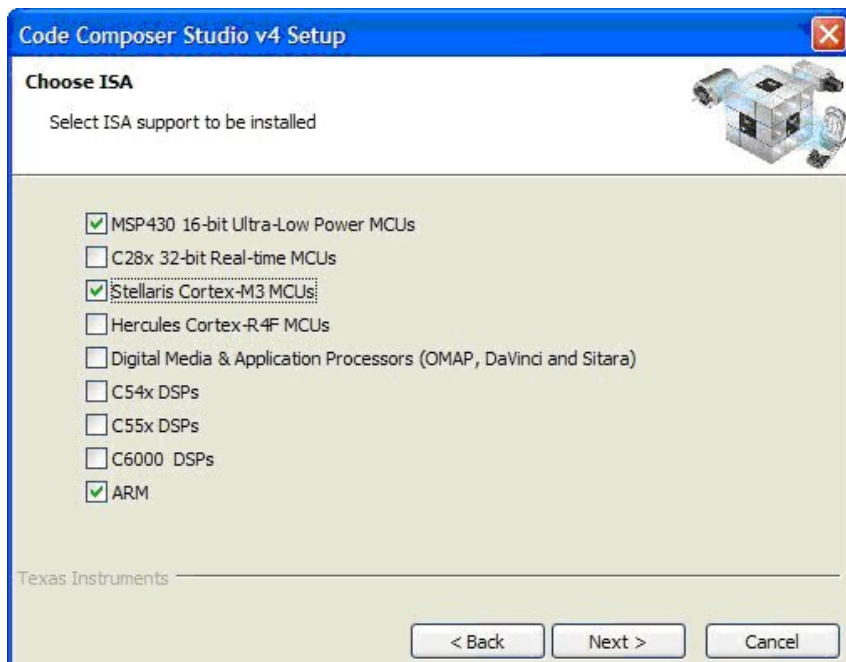 Code Composer Studio v4 Setup
Choose ISA
Select ISA support to be installed
MSP430 16-bit Ultra-Low Power MCUs
C28x 32-bit Real-time MCUs
Stellaris Cortex-M3 MCUs
Hercules Cortex-R4F MCUs
Digital Media & Application Processors (OMAP, DaVinci and Sitara)
C54x DSPs
C55x DSPs
C6000  DSPs
ARM
Texas Instruments
< Back Next > Cancel